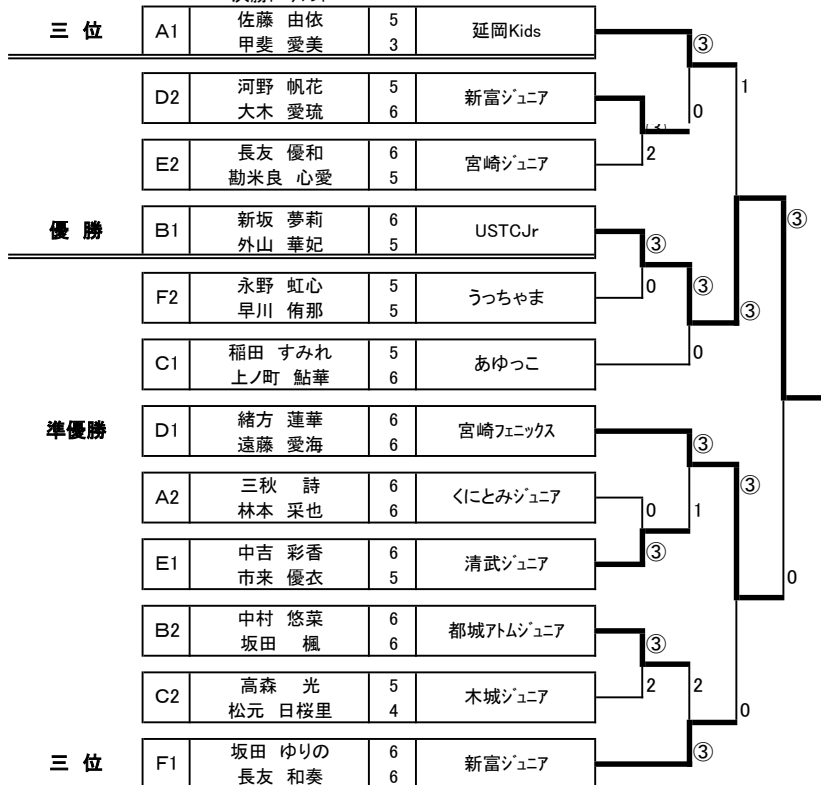 三 位 A1 佐藤 由依 5 延岡Kids
甲斐 愛美 3
③
1
D2 河野 帆花 5 新富ジュニア
大木 愛琉 6
0
E2 長友 優和 6 宮崎ジュニア
勘米良 心愛 5
2
優 勝 B1 新坂 夢莉 6 USTCJr
外山 華妃 5
③
③
F2 永野 虹心 5 うっちゃま
早川 侑那 5
0
③
③
C1 稲田 すみれ 5 あゆっこ
上ノ町 鮎華 6
0
準優勝 D1 緒方 蓮華 6 宮崎フェニックス
遠藤 愛海 6
③
③
A2 三秋 詩 6 くにとみジュニア
林本 采也 6
0
1
E1 中吉 彩香 6 清武ジュニア
市来 優衣 5
③
0
B2 中村 悠菜 6 都城アトムジュニア
坂田 楓 6
③
C2 高森 光 5 木城ジュニア
松元 日桜里 4
2
2
0
三 位 F1 坂田 ゆりの 6 新富ジュニア
長友 和奏 6
③